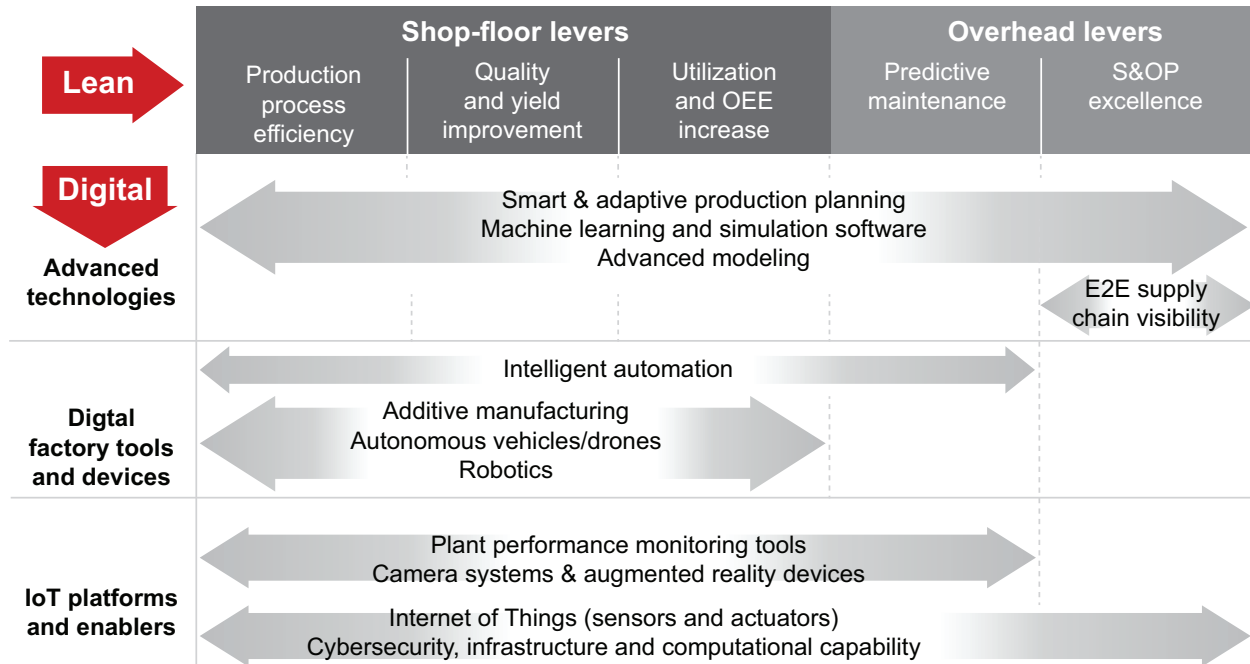 Lean
Shop-floor levers
Overhead levers
Production
process
efficiency
Quality
and yield
improvement
Utilization
and OEE
increase
Predictive
maintenance
S&OP
excellence
Digital
Advanced
technologies
Smart & adaptive production planning
Machine learning and simulation software
Advanced modeling
E2E supply
chain visibility
Digtal
factory tools
and devices
Intelligent automation
Additive manufacturing
Autonomous vehicles/drones
Robotics
IoT platforms
and enablers
Plant performance monitoring tools
Camera systems & augmented reality devices
Internet of Things (sensors and actuators)
Cybersecurity, infrastructure and computational capability